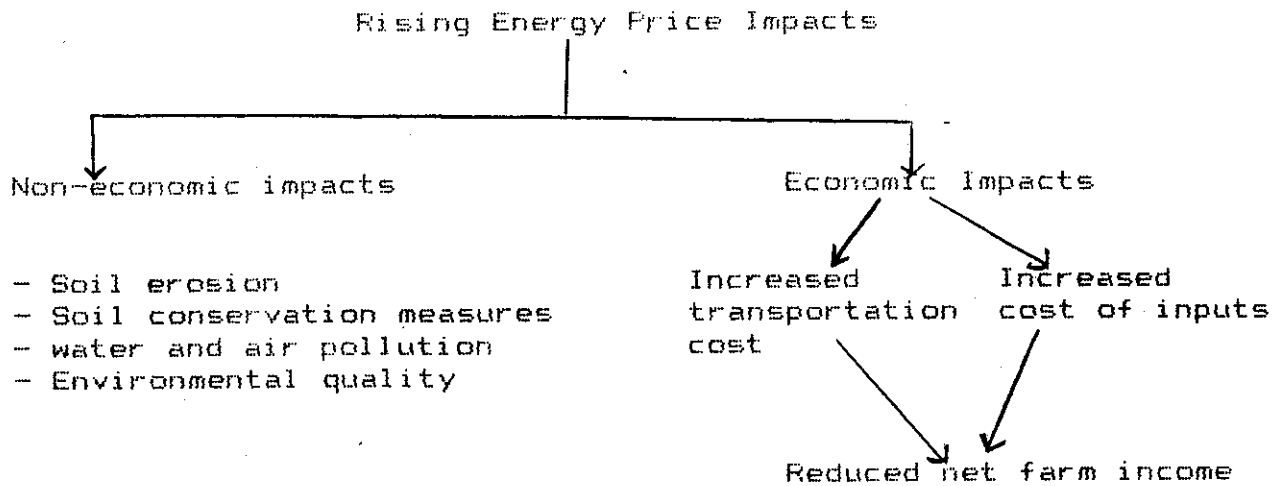 Rising Energy Price Impacts
Non-economic impacts
- Soil erosion
- Soil conservation measures
- water and air pollution
- Environmental quality
Economic Impacts
Increased
transportation
cost
Increased
cost of inputs
Reduced net farm income